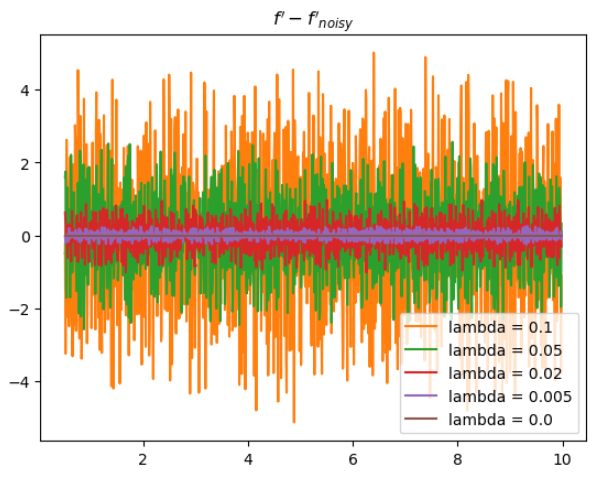 f' − f'noisy
4
2
0
−2
−4
lambda = 0.1
lambda = 0.05
lambda = 0.02
lambda = 0.005
lambda = 0.0
2 4 6 8 10